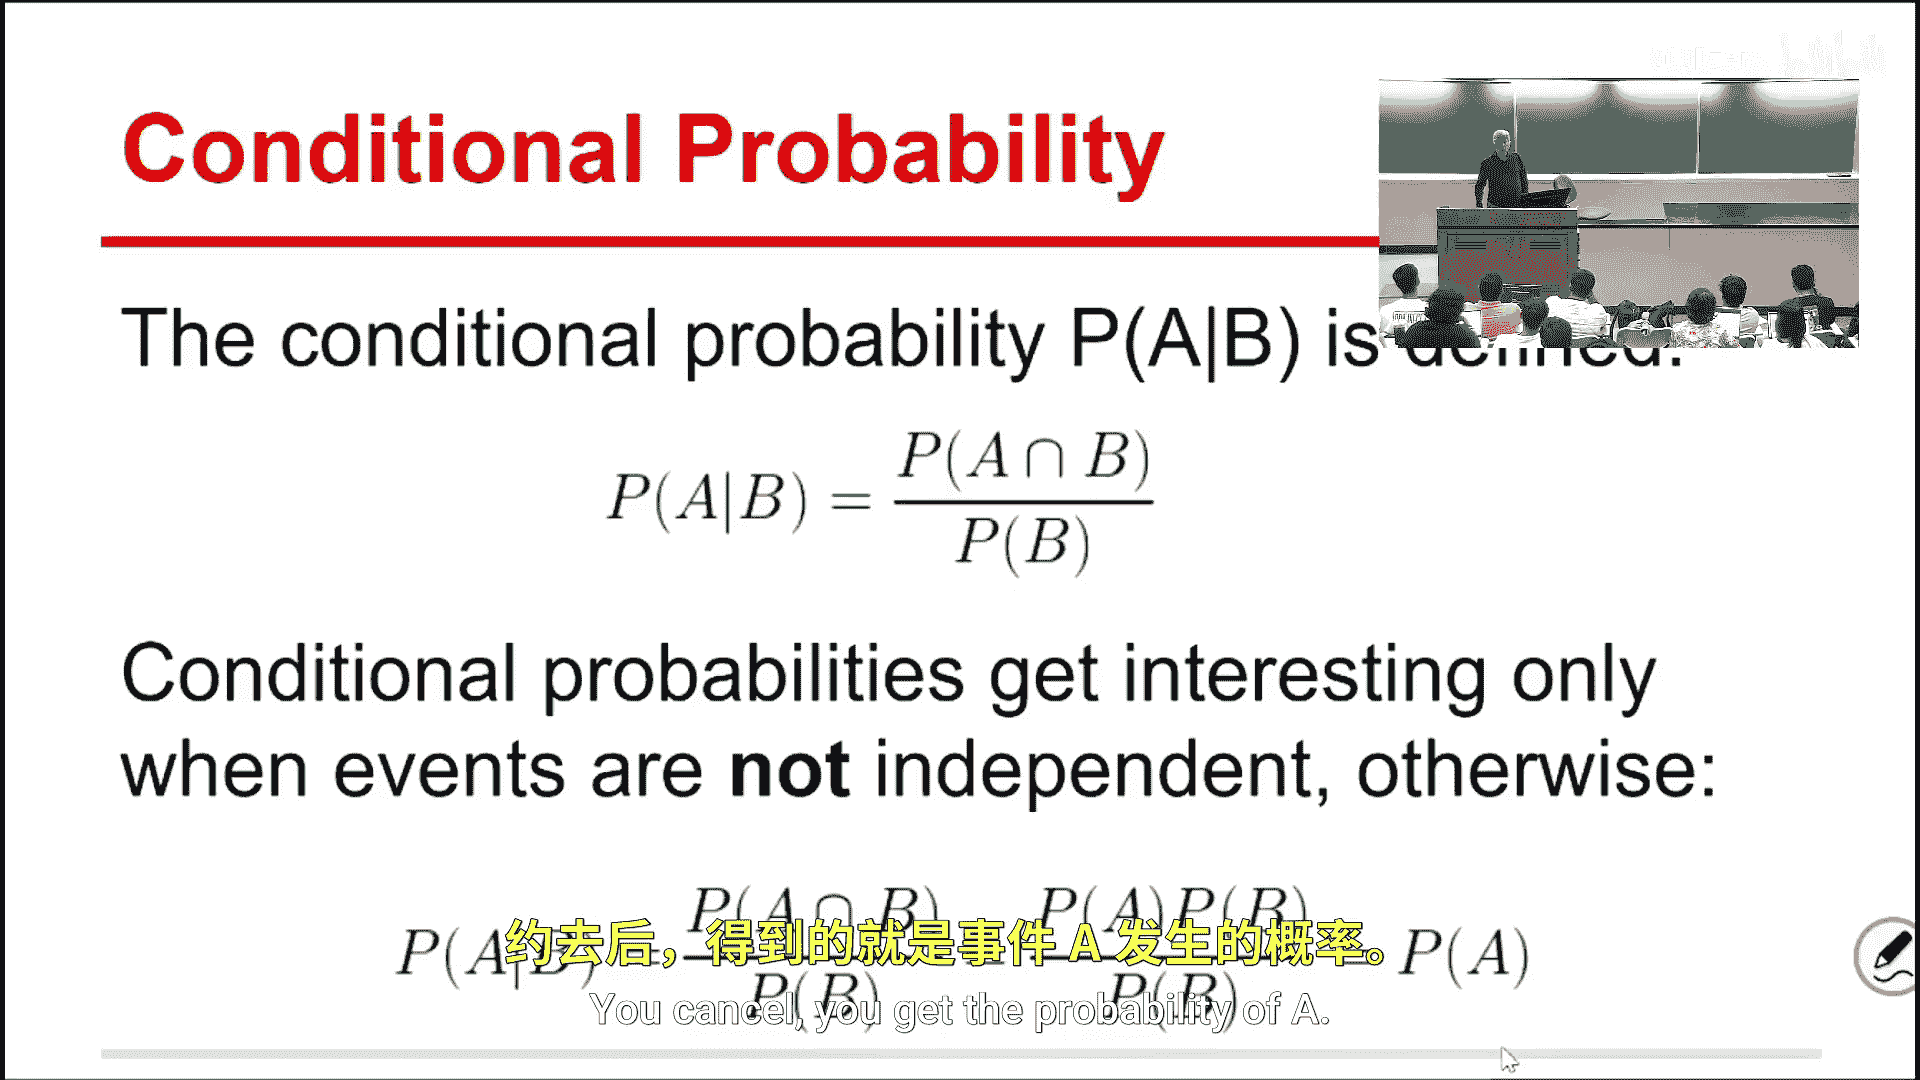 Conditional Probability
The conditional probability P(A|B) is defined:
P(A|B) = P(A ∩ B) / P(B)
Conditional probabilities get interesting only
when events are not independent, otherwise:
P(A|B) = P(A ∩ B) / P(B) = P(A)P(B) / P(B) = P(A)
约去后，得到的就是事件 A 发生的概率。
You cancel, you get the probability of A.